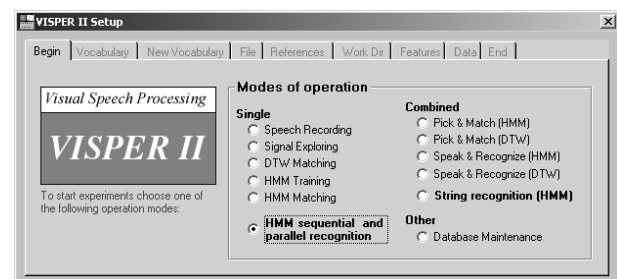 VISPER II Setup
Begin Vocabulary New Vocabulary File References Work Dir Features Data End
Visual Speech Processing
VISPER II
To start experiments choose one of
the following operation modes:
Modes of operation
Single
Speech Recording
Signal Exploring
DTW Matching
HMM Training
HMM Matching
HMM sequential and
parallel recognition
Combined
Pick & Match (HMM)
Pick & Match (DTW)
Speak & Recognize (HMM)
Speak & Recognize (DTW)
String recognition (HMM)
Other
Database Maintenance